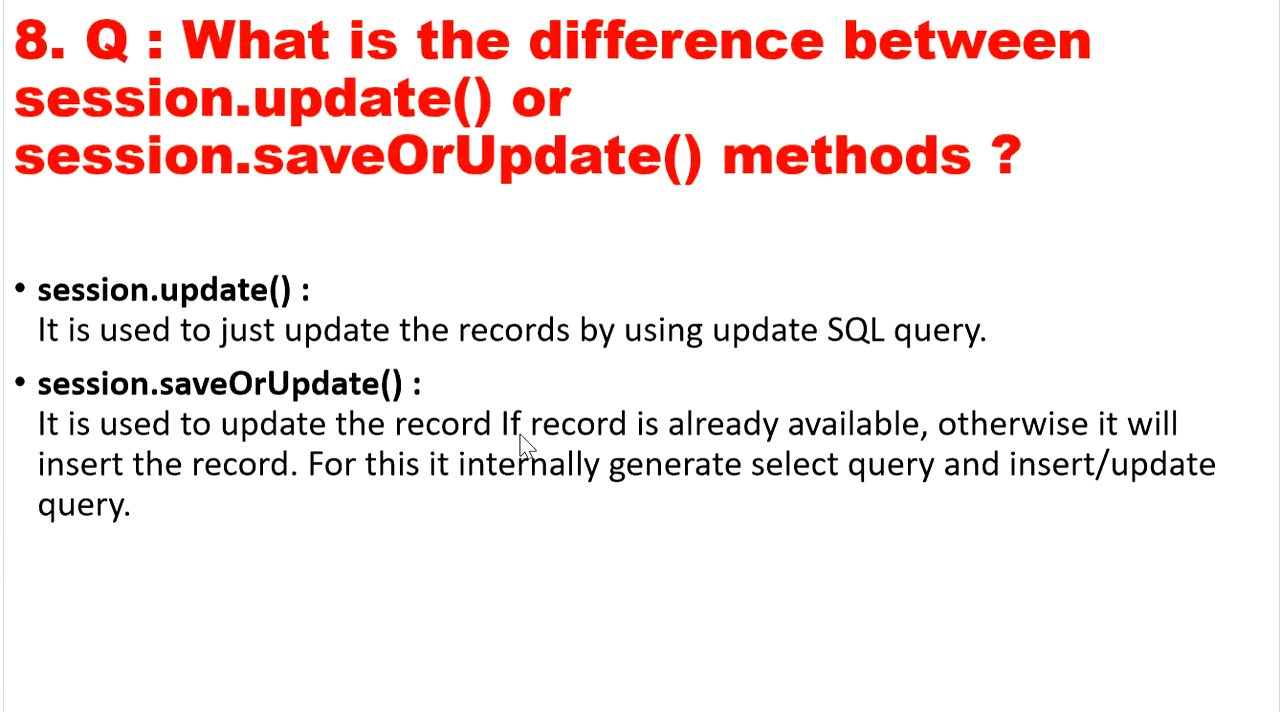 8. Q : What is the difference between
session.update() or
session.saveOrUpdate() methods ?
• session.update() :
It is used to just update the records by using update SQL query.
• session.saveOrUpdate() :
It is used to update the record If record is already available, otherwise it will
insert the record. For this it internally generate select query and insert/update
query.